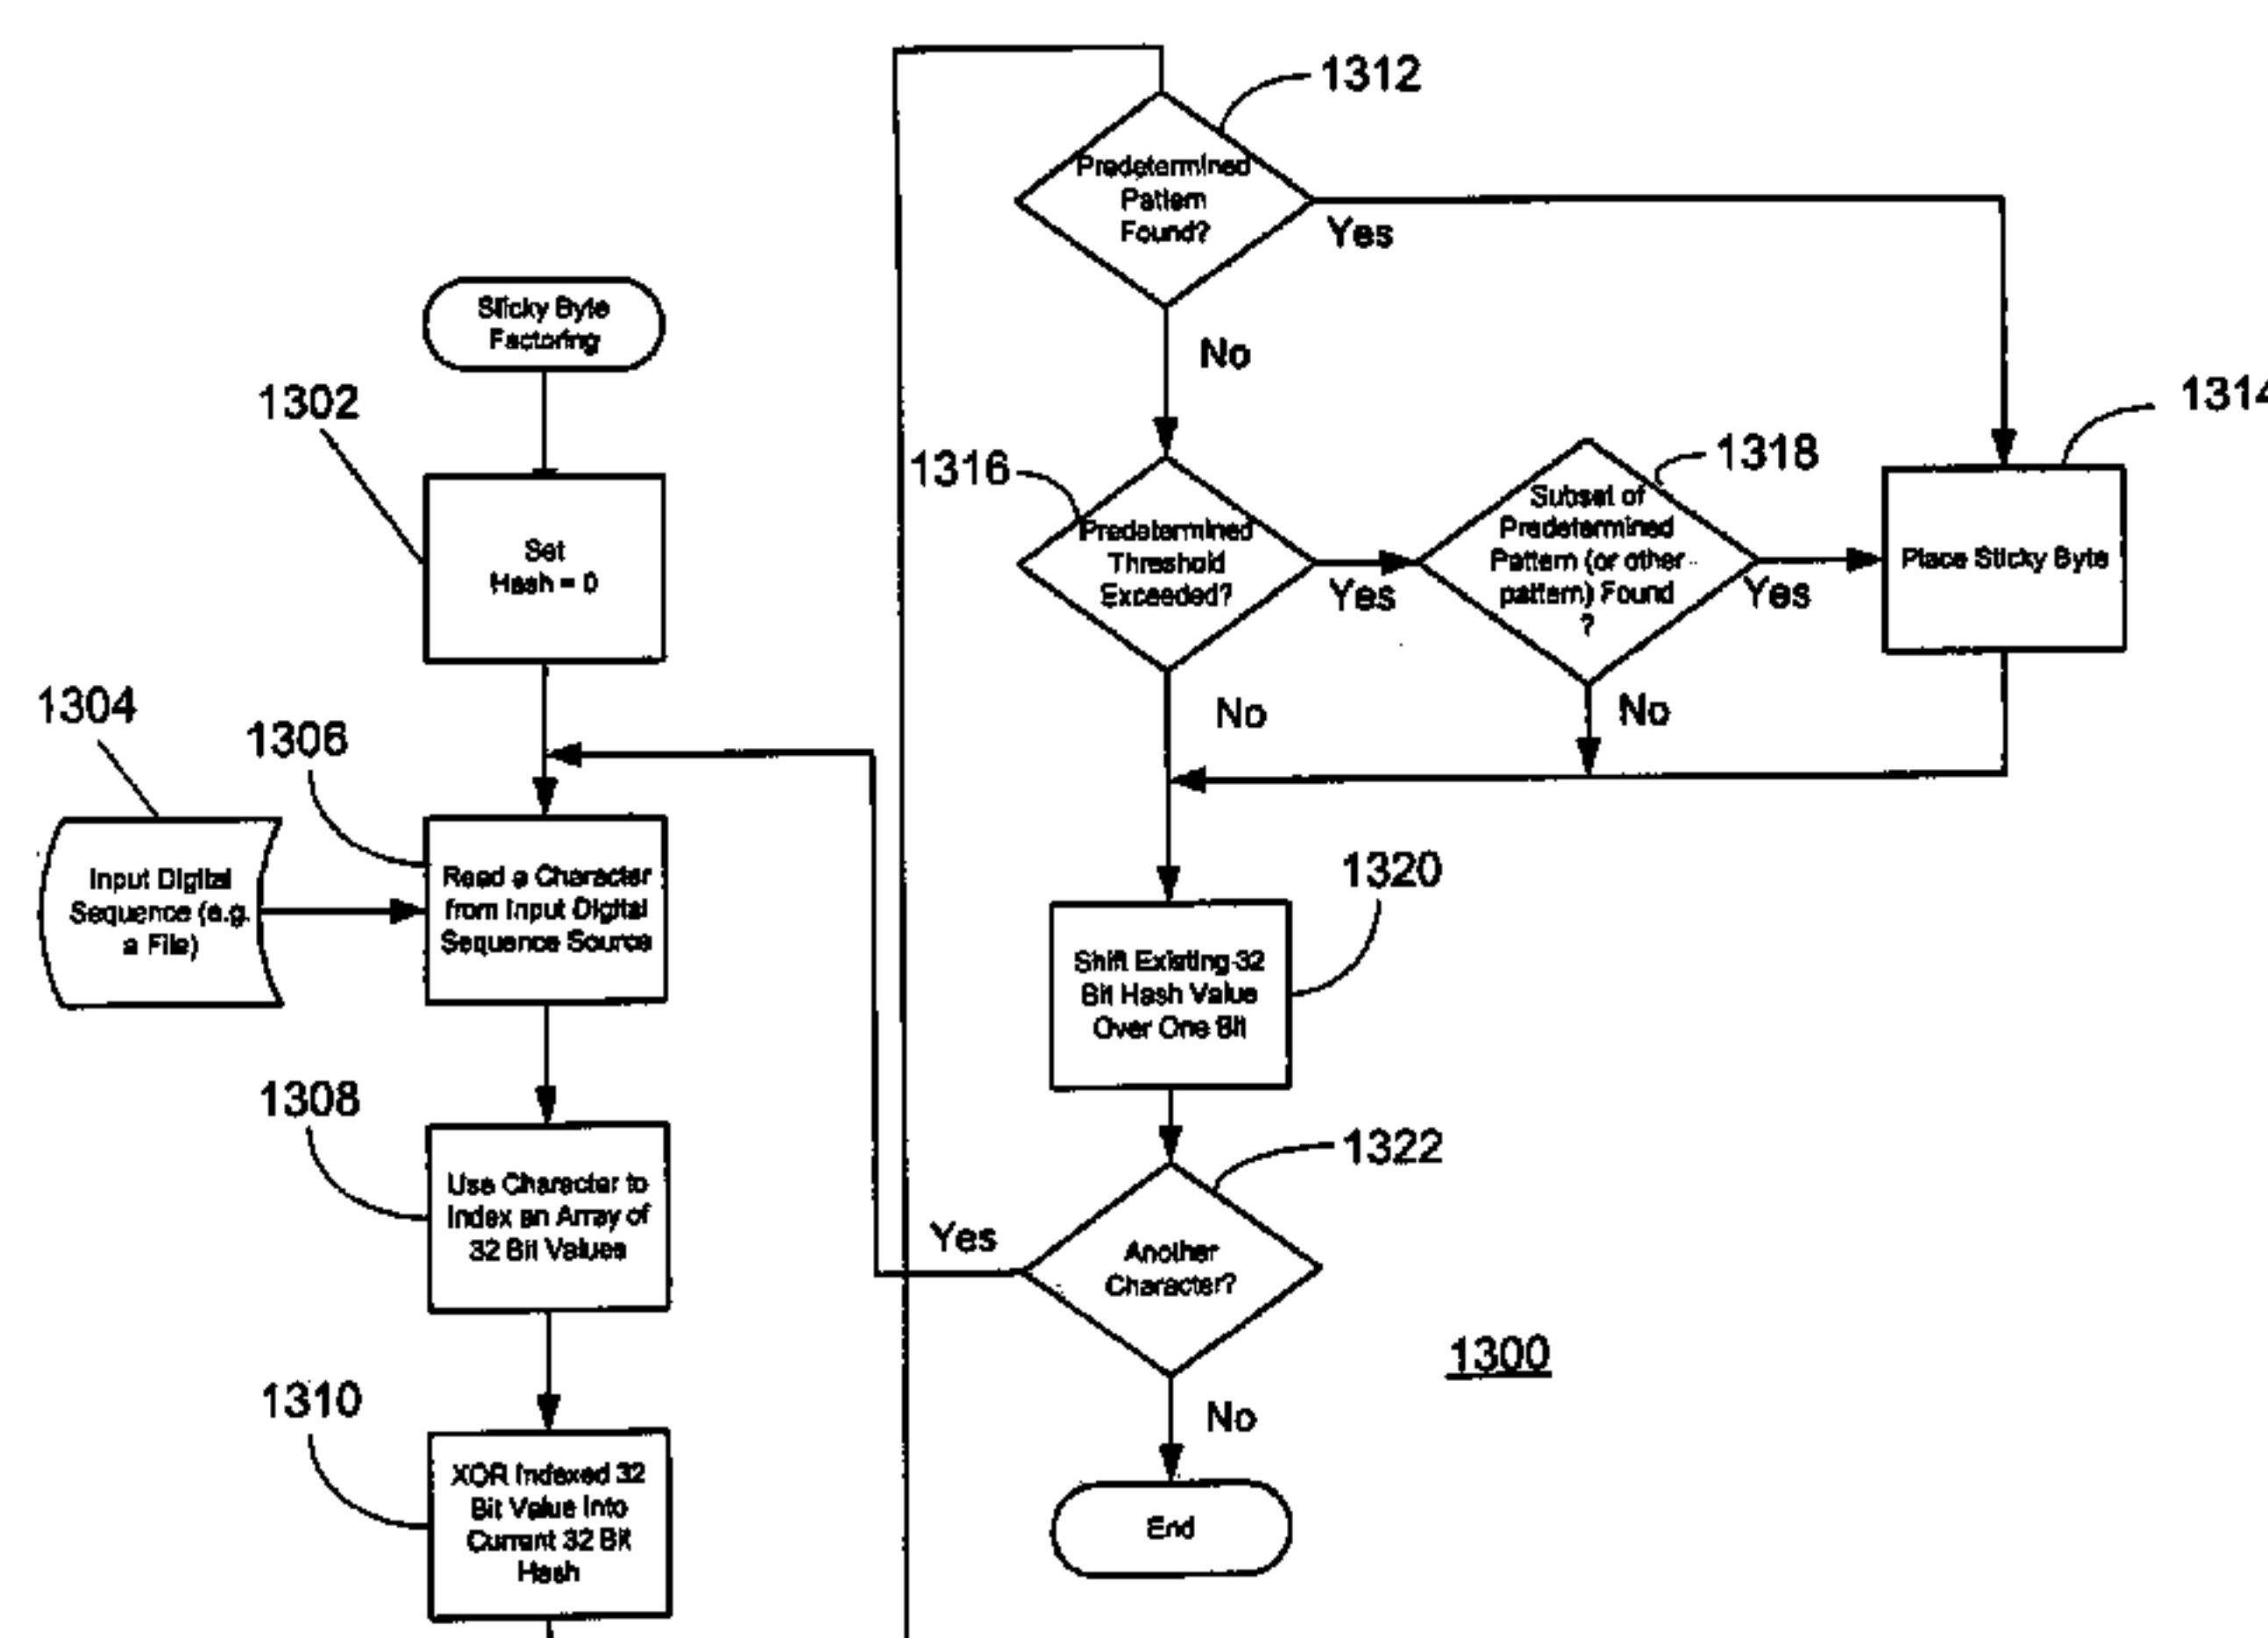 Sticky Byte
Factoring
1302
Set
Hash = 0
1304
1306
Input Digital
Sequence (e.g.
a File)
Read a Character
from Input Digital
Sequence Source
1308
Use Character to
Index an Array of
32 Bit Values
1310
XOR Indexed 32
Bit Value Into
Current 32 Bit
Hash
1312
Predetermined
Pattern
Found?
Yes
No
1314
1316
Predetermined
Threshold
Exceeded?
Yes
No
1318
Subset of
Predetermined
Pattern (or other
pattern) Found
?
Yes
No
Place Sticky Byte
1320
Shift Existing 32
Bit Hash Value
Over One Bit
1322
Another
Character?
Yes
No
End
1300